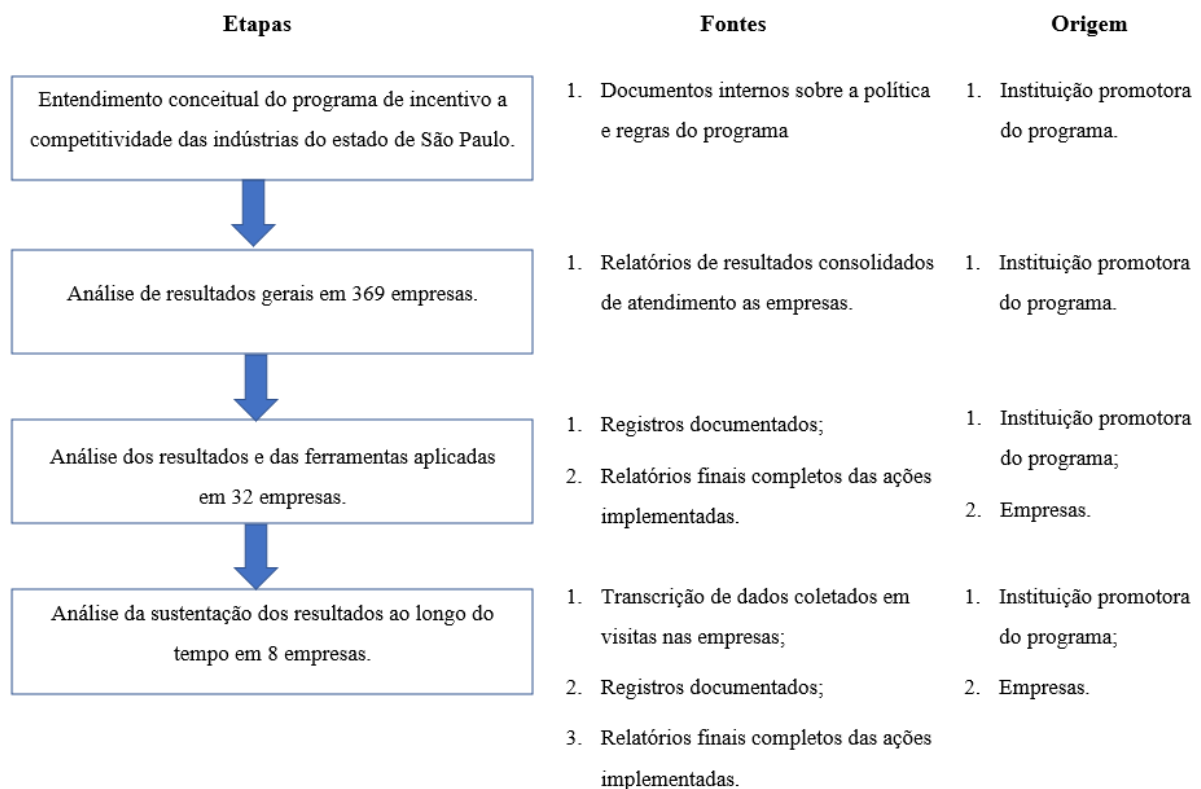 Etapas
Fontes
Origem
Entendimento conceitual do programa de incentivo a
competitividade das indústrias do estado de São Paulo.
1. Documentos internos sobre a política
e regras do programa
1. Instituição promotora
do programa.
Análise de resultados gerais em 369 empresas.
1. Relatórios de resultados consolidados
de atendimento as empresas.
1. Instituição promotora
do programa.
Análise dos resultados e das ferramentas aplicadas
em 32 empresas.
1. Registros documentados;
2. Relatórios finais completos das ações
implementadas.
1. Instituição promotora
do programa;
2. Empresas.
Análise da sustentação dos resultados ao longo do
tempo em 8 empresas.
1. Transcrição de dados coletados em
visitas nas empresas;
2. Registros documentados;
3. Relatórios finais completos das ações
implementadas.
1. Instituição promotora
do programa;
2. Empresas.